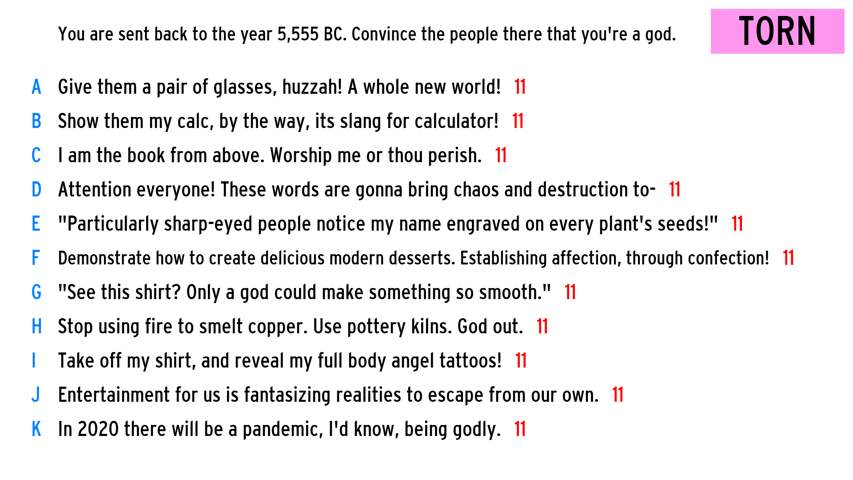 You are sent back to the year 5,555 BC. Convince the people there that you're a god.
TORN
A Give them a pair of glasses, huzzah! A whole new world! 11
B Show them my calc, by the way, its slang for calculator! 11
C I am the book from above. Worship me or thou perish. 11
D Attention everyone! These words are gonna bring chaos and destruction to- 11
E "Particularly sharp-eyed people notice my name engraved on every plant's seeds!" 11
F Demonstrate how to create delicious modern desserts. Establishing affection, through confection! 11
G "See this shirt? Only a god could make something so smooth." 11
H Stop using fire to smelt copper. Use pottery kilns. God out. 11
I Take off my shirt, and reveal my full body angel tattoos! 11
J Entertainment for us is fantasizing realities to escape from our own. 11
K In 2020 there will be a pandemic, I'd know, being godly. 11